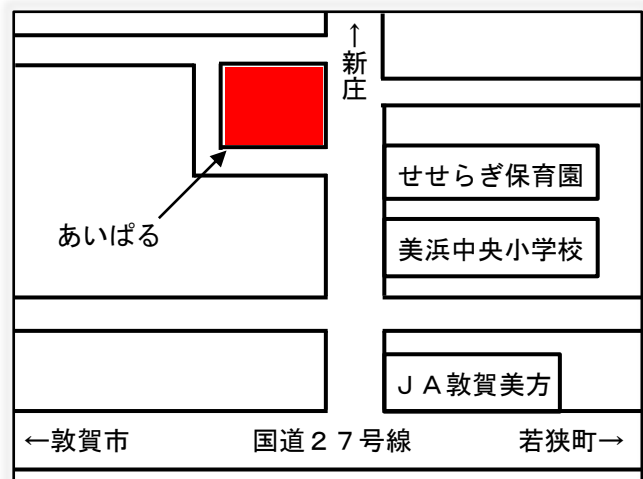 ↑新庄
せせらぎ保育園
あいぱる
美浜中央小学校
ＪＡ敦賀美方
←敦賀市 国道２７号線 若狭町→